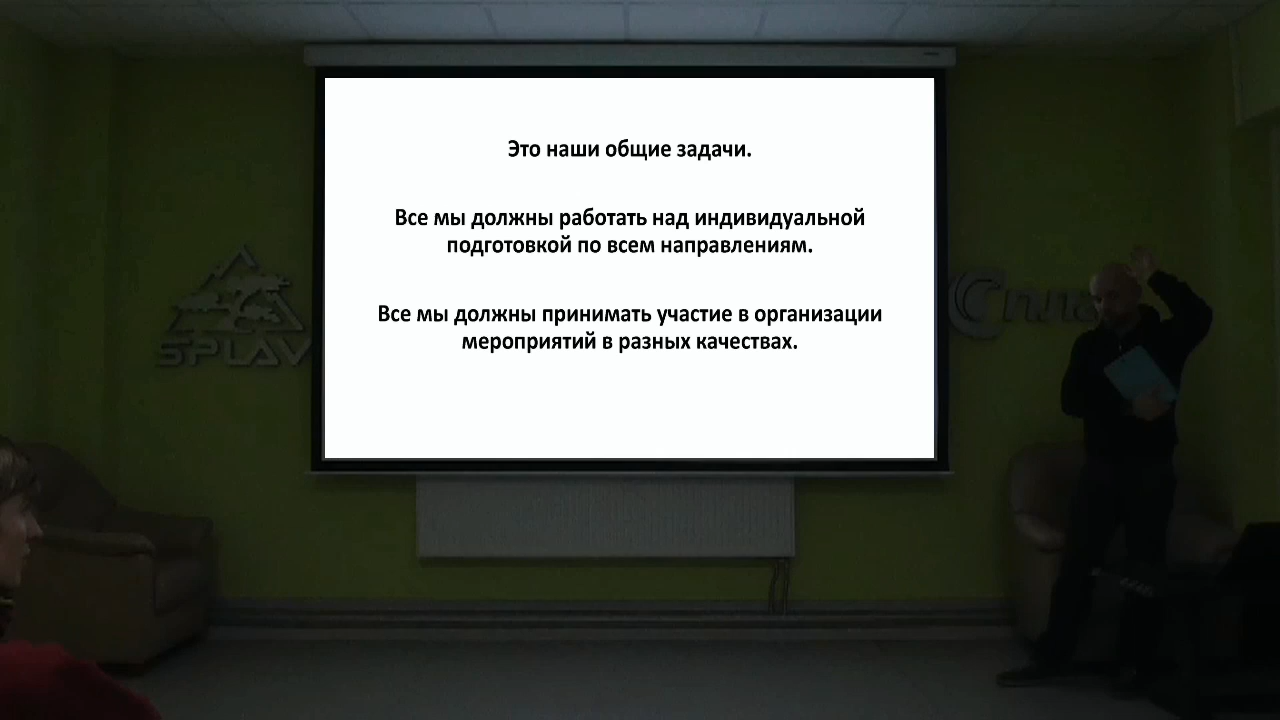 Это наши общие задачи.
Все мы должны работать над индивидуальной
подготовкой по всем направлениям.
Все мы должны принимать участие в организации
мероприятий в разных качествах.
SPLAV
Спла